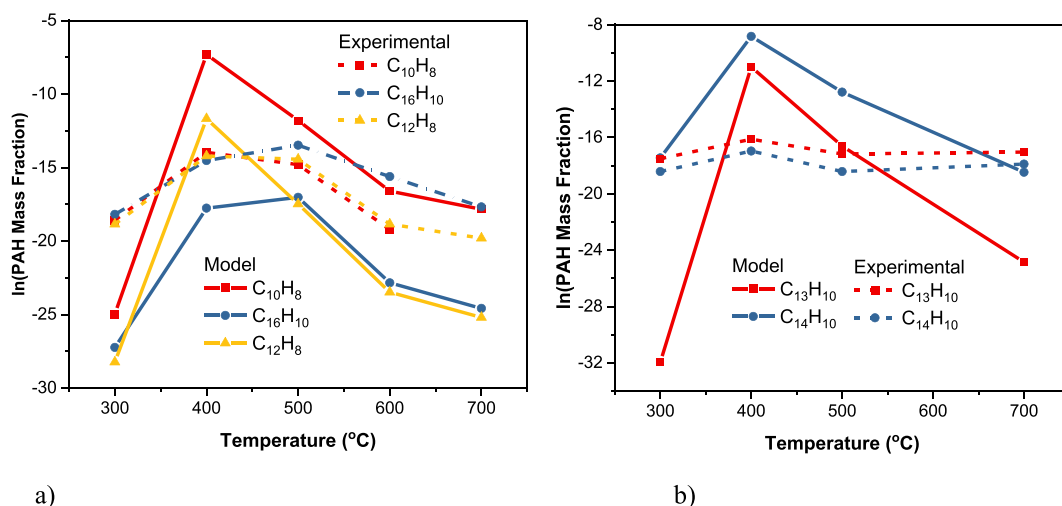 ln(PAH Mass Fraction)
-5
-10
-15
-20
-25
-30
300 400 500 600 700
Temperature (°C)
Experimental
C₁₀H₈
C₁₆H₁₀
C₁₂H₈
Model
C₁₀H₈
C₁₆H₁₀
C₁₂H₈
a)
ln(PAH Mass Fraction)
-8
-12
-16
-20
-24
-28
-32
300 400 500 600 700
Temperature (°C)
Model
C₁₃H₁₀
C₁₄H₁₀
Experimental
C₁₃H₁₀
C₁₄H₁₀
b)